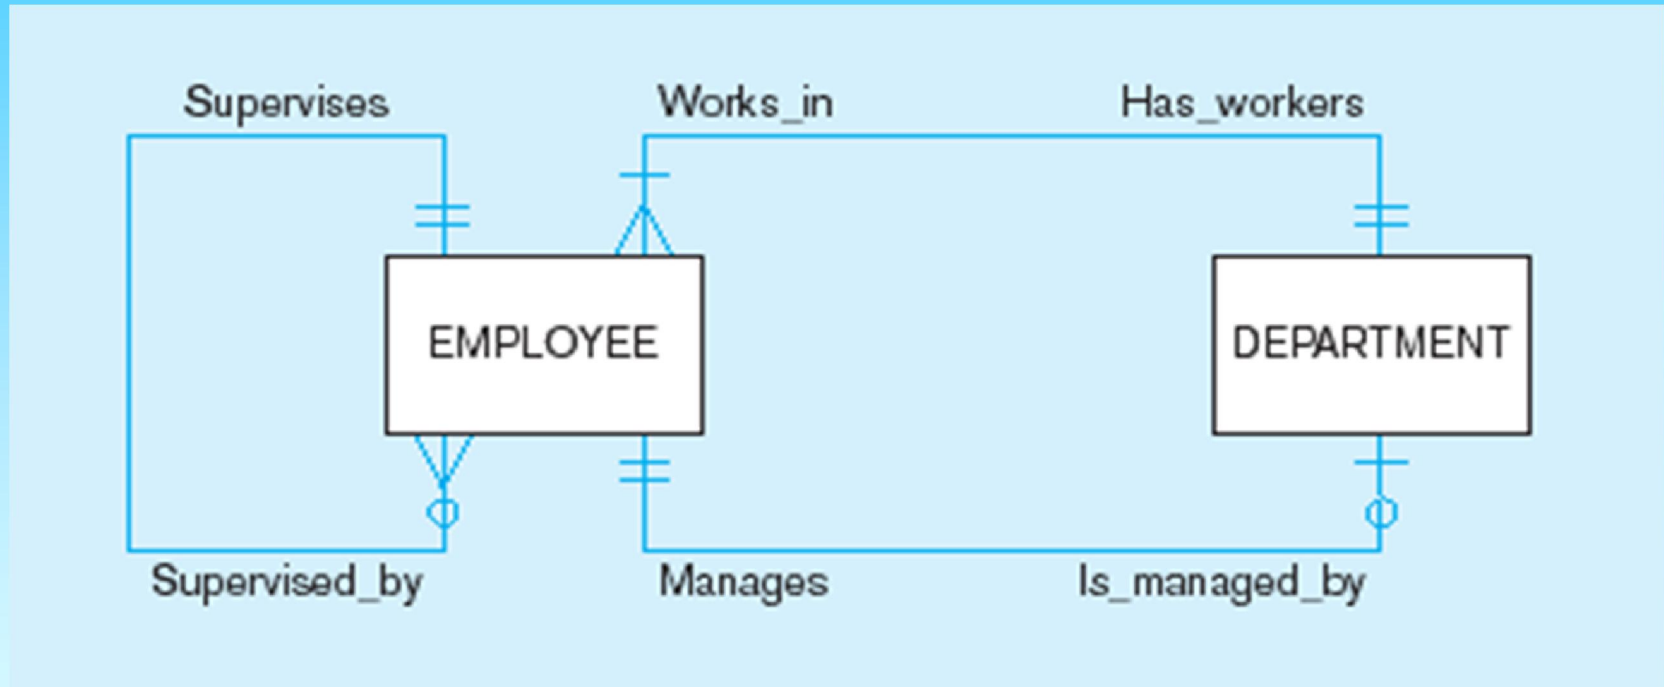 Supervises
Works_in
Has_workers
EMPLOYEE
DEPARTMENT
Supervised_by
Manages
Is_managed_by